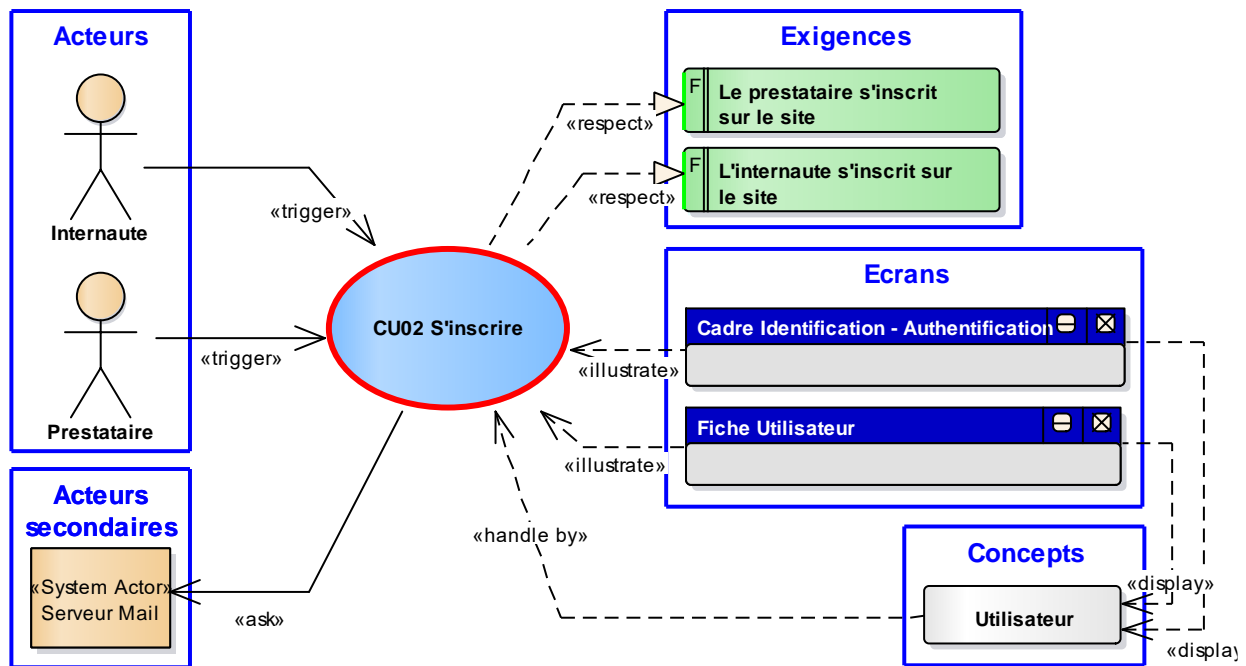 Acteurs
Internaute
Prestataire
«trigger»
«trigger»
Acteurs
secondaires
«System Actor»
Serveur Mail
«ask»
CU02 S'inscrire
Exigences
F
Le prestataire s'inscrit
sur le site
F
L'internaute s'inscrit sur
le site
«respect»
«respect»
Ecrans
Cadre Identification - Authentification
Fiche Utilisateur
«illustrate»
«illustrate»
«handle by»
Concepts
Utilisateur
«display»
«display